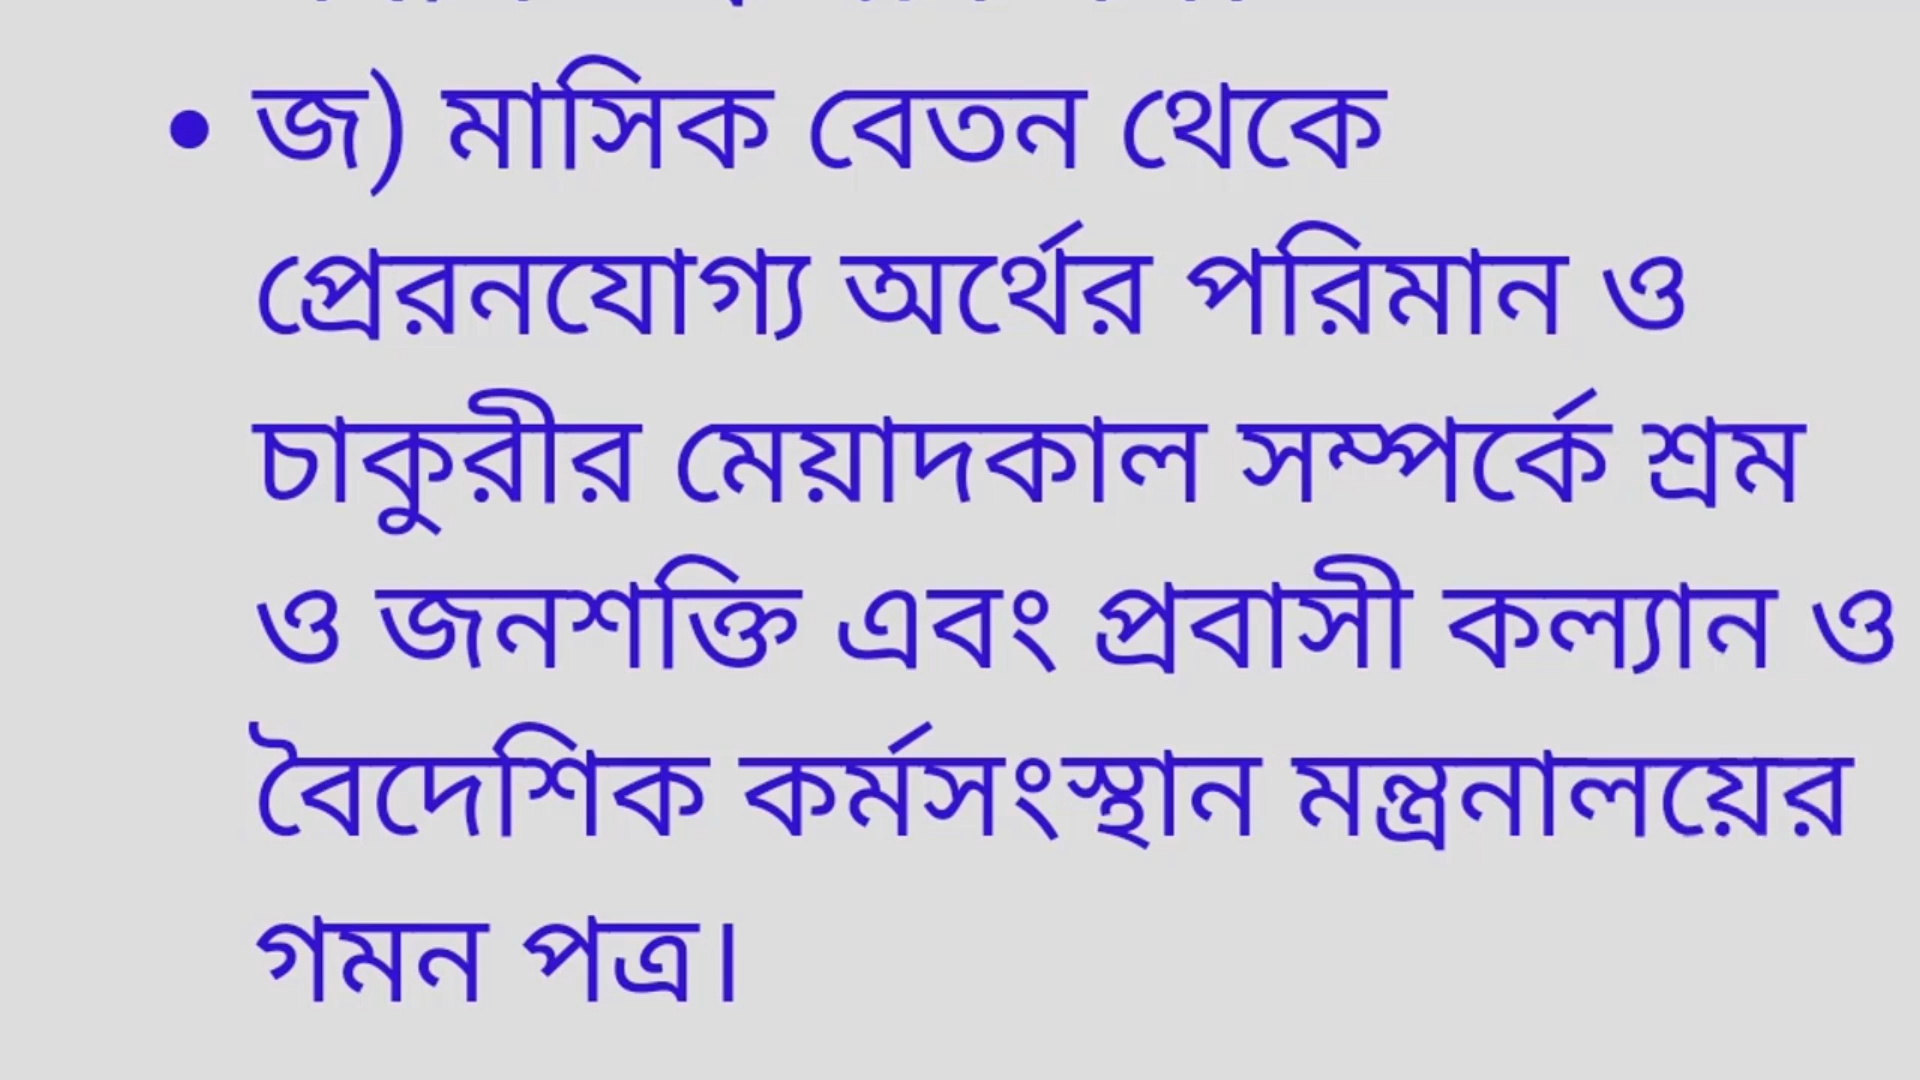 • জ) মাসিক বেতন থেকে
প্রেরনযোগ্য অর্থের পরিমান ও
চাকুরীর মেয়াদকাল সম্পর্কে শ্রম
ও জনশক্তি এবং প্রবাসী কল্যান ও
বৈদেশিক কর্মসংস্থান মন্ত্রনালয়ের
গমন পত্র।